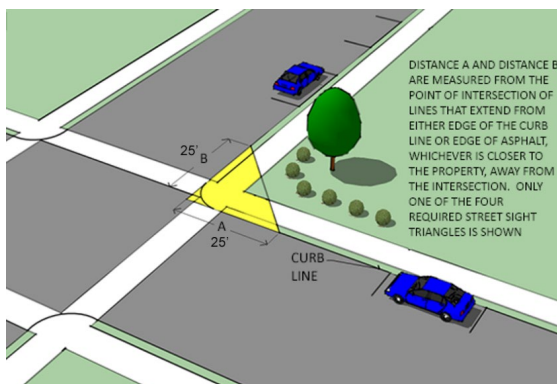 DISTANCE A AND DISTANCE B
ARE MEASURED FROM THE
POINT OF INTERSECTION OF
LINES THAT EXTEND FROM
EITHER EDGE OF THE CURB
LINE OR EDGE OF ASPHALT,
WHICHEVER IS CLOSER TO
THE PROPERTY, AWAY FROM
THE INTERSECTION. ONLY
ONE OF THE FOUR
REQUIRED STREET SIGHT
TRIANGLES IS SHOWN
25'
B
A
25'
CURB
LINE